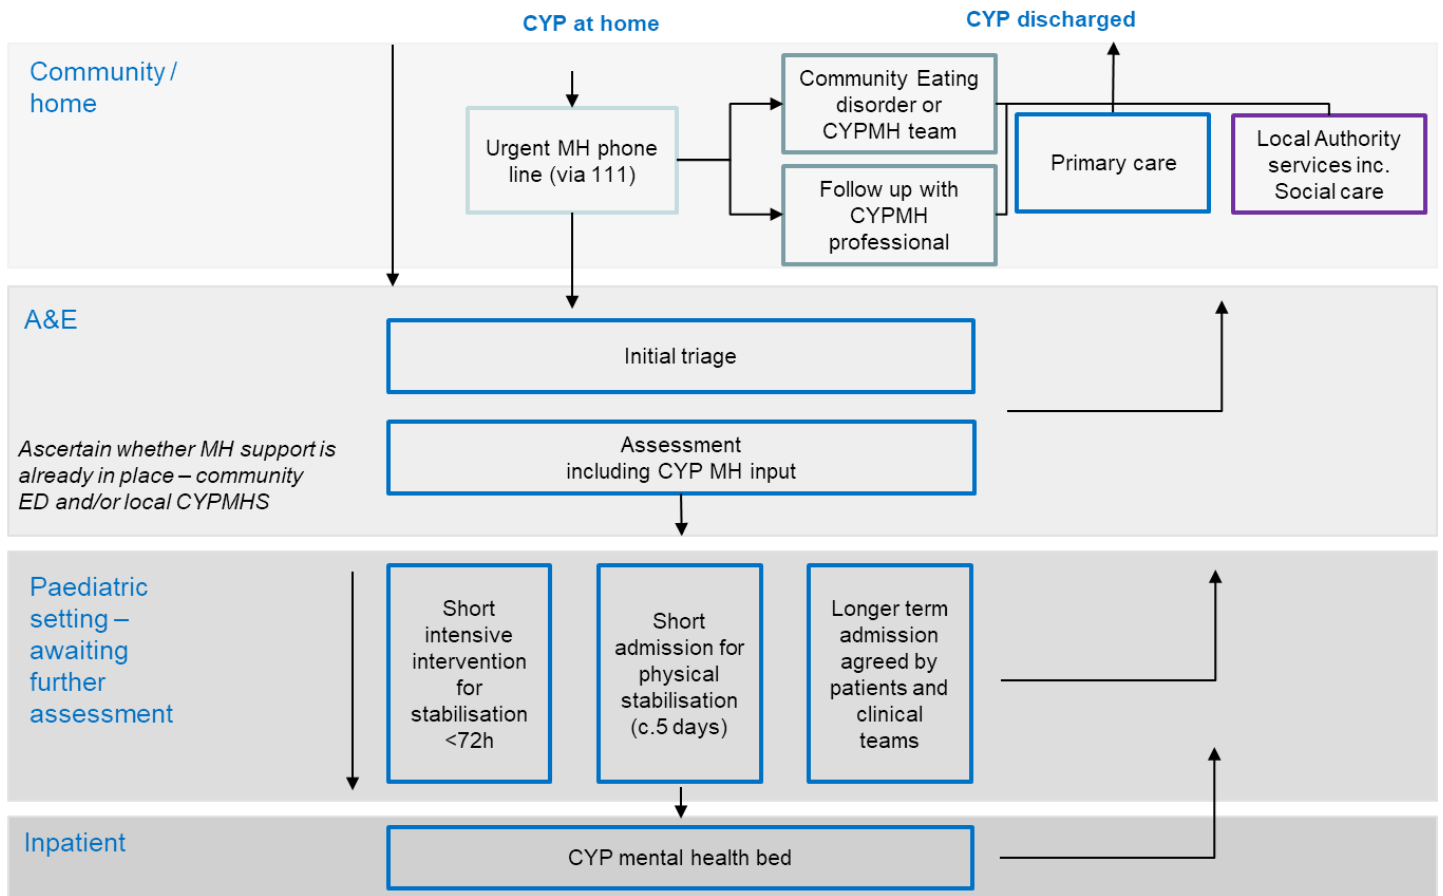 CYP at home
CYP discharged
Community /
home
Urgent MH phone
line (via 111)
Community Eating
disorder or
CYPMH team
Follow up with
CYPMH
professional
Primary care
Local Authority
services inc.
Social care
A&E
Initial triage
Ascertain whether MH support is
already in place – community
ED and/or local CYPMHS
Assessment
including CYP MH input
Paediatric
setting –
awaiting
further
assessment
Short
intensive
intervention
for
stabilisation
<72h
Short
admission for
physical
stabilisation
(c.5 days)
Longer term
admission
agreed by
patients and
clinical
teams
Inpatient
CYP mental health bed